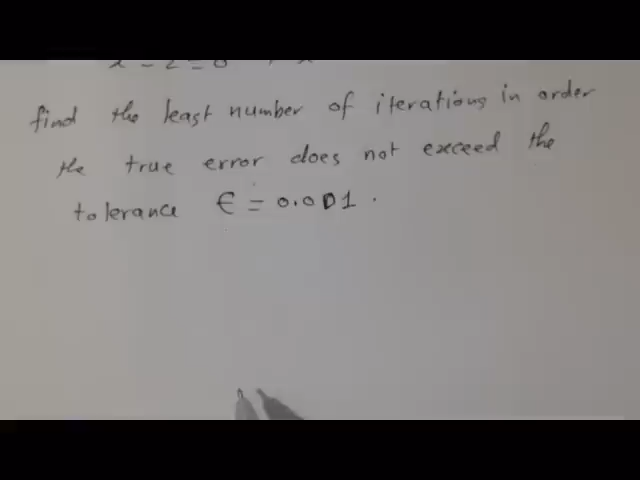 find the least number of iterations in order
the true error does not exceed the
tolerance ϵ = 0.001.